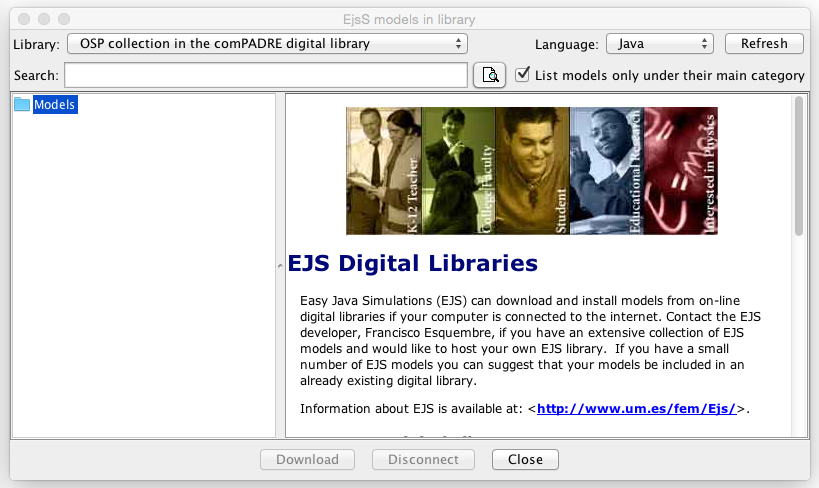 EjsS models in library
Library: OSP collection in the comPADRE digital library Language: Java Refresh
Search: List models only under their main category
Models
K-12 Teacher
College Faculty
Student
Educational Research
Interested in Physics
EJS Digital Libraries
Easy Java Simulations (EJS) can download and install models from on-line
digital libraries if your computer is connected to the internet. Contact the EJS
developer, Francisco Esquembre, if you have an extensive collection of EJS
models and would like to host your own EJS library.  If you have a small
number of EJS models you can suggest that your models be included in an
already existing digital library.
Information about EJS is available at: <http://www.um.es/fem/Ejs/>.
Download Disconnect Close